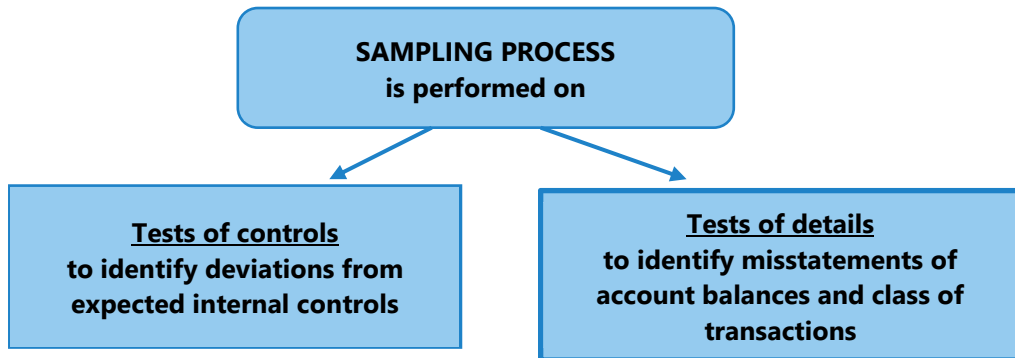 SAMPLING PROCESS
is performed on
Tests of controls
to identify deviations from
expected internal controls
Tests of details
to identify misstatements of
account balances and class of
transactions